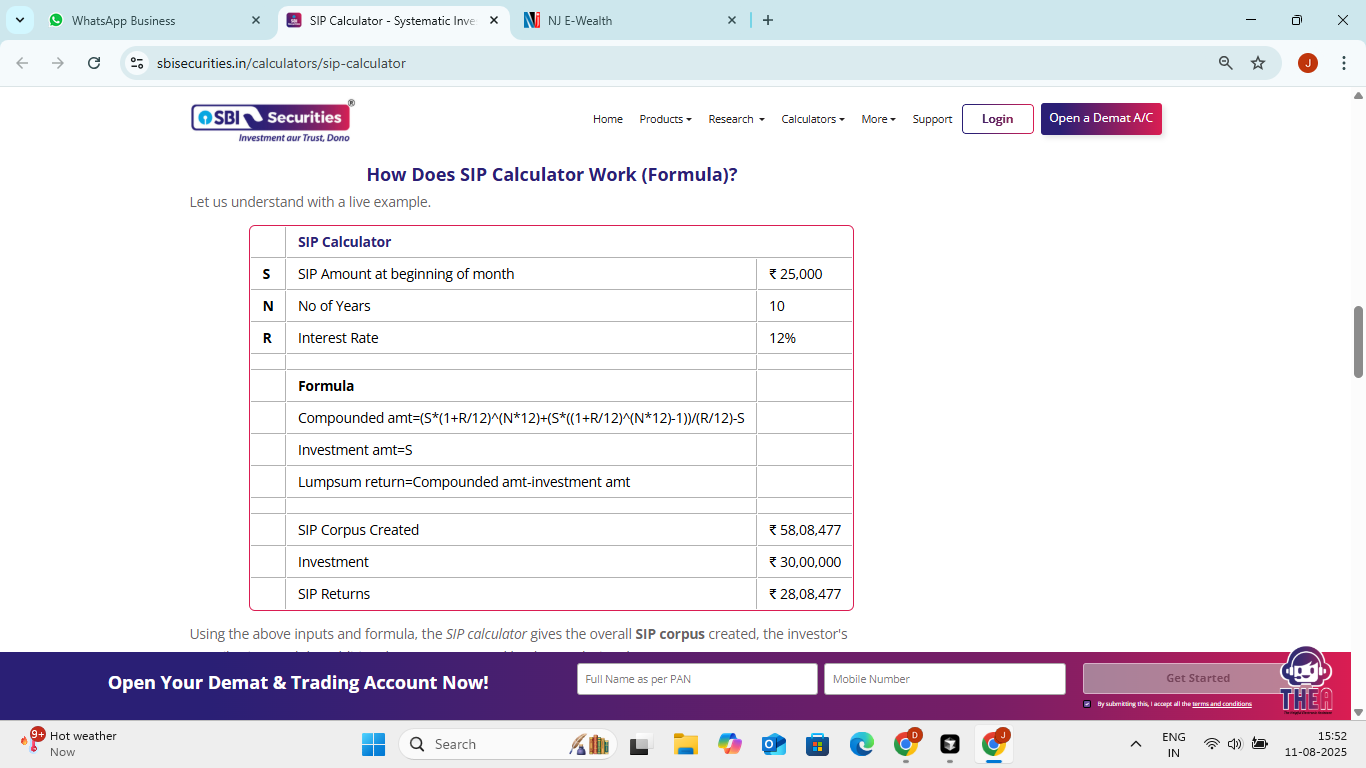 WhatsApp Business
SIP Calculator - Systematic Inve
NJ E-Wealth
sbisecurities.in/calculators/sip-calculator
J
SBI Securities
Investment aur Trust, Dono
Home Products Research Calculators More Support Login Open a Demat A/C
How Does SIP Calculator Work (Formula)?
Let us understand with a live example.
SIP Calculator
S SIP Amount at beginning of month ₹ 25,000
N No of Years 10
R Interest Rate 12%
Formula
Compounded amt=(S*(1+R/12)^(N*12)+(S*((1+R/12)^(N*12)-1))/(R/12)-S
Investment amt=S
Lumpsum return=Compounded amt-investment amt
SIP Corpus Created ₹ 58,08,477
Investment ₹ 30,00,000
SIP Returns ₹ 28,08,477
Using the above inputs and formula, the SIP calculator gives the overall SIP corpus created, the investor's
Open Your Demat & Trading Account Now!
Full Name as per PAN
Mobile Number
Get Started
By submitting this, I accept all the terms and conditions
THEA
9+ Hot weather
Now
Search
D
J
ENG
IN
15:52
11-08-2025